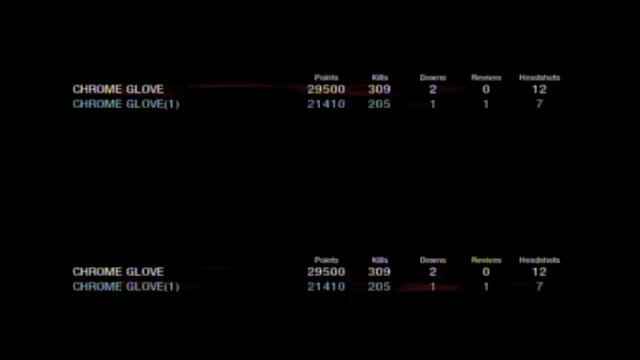 Points Kills Downs Revives Headshots
CHROME GLOVE 29500 309 2 0 12
CHROME GLOVE(1) 21410 205 1 1 7
Points Kills Downs Revives Headshots
CHROME GLOVE 29500 309 2 0 12
CHROME GLOVE(1) 21410 205 1 1 7